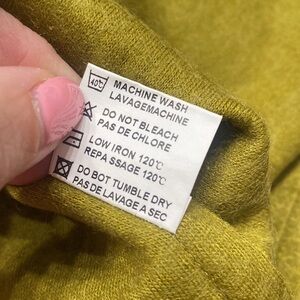 40°C
MACHINE WASH
LAVAGEMACHINE
DO NOT BLEACH
PAS DE CHLORE
LOW IRON 120°C
REPA SSAGE 120°C
DO BOT TUMBLE DRY
PAS DE LAVAGE A SEC